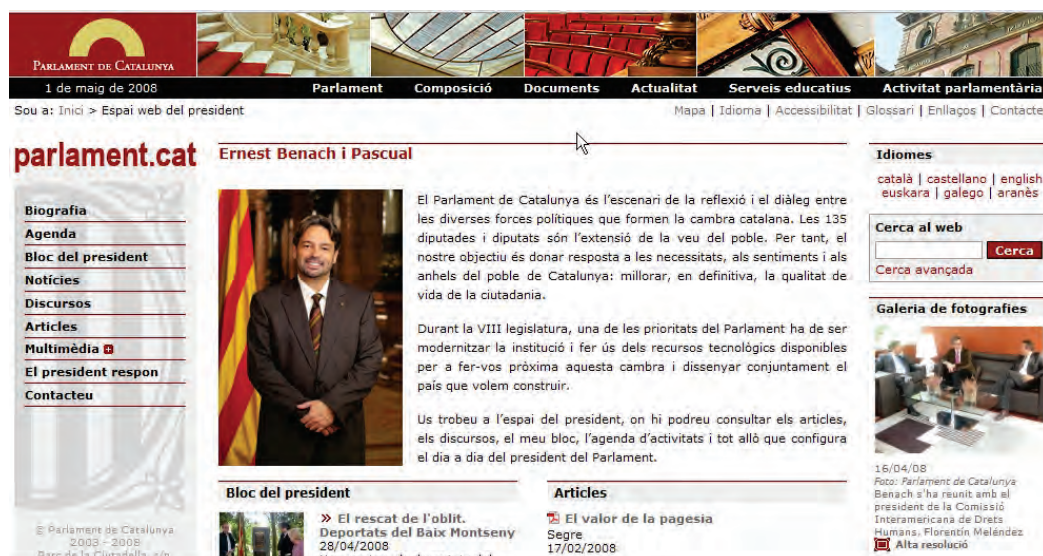 PARLAMENT DE CATALUNYA
1 de maig de 2008
Parlament Composició Documents Actualitat Serveis educatius Activitat parlamentària
Sou a: Inici > Espai web del president
Mapa | Idioma | Accessibilitat | Glossari | Enllaços | Contacte
parlament.cat
Biografia
Agenda
Bloc del president
Notícies
Discursos
Articles
Multimèdia
El president respon
Contacteu
© Parlament de Catalunya
2003 - 2008
Parc de la Ciutadella, s/n
Ernest Benach i Pascual
El Parlament de Catalunya és l'escenari de la reflexió i el diàleg entre
les diverses forces polítiques que formen la cambra catalana. Les 135
diputades i diputats són l'extensió de la veu del poble. Per tant, el
nostre objectiu és donar resposta a les necessitats, als sentiments i als
anhels del poble de Catalunya: millorar, en definitiva, la qualitat de
vida de la ciutadania.
Durant la VIII legislatura, una de les prioritats del Parlament ha de ser
modernitzar la institució i fer ús dels recursos tecnològics disponibles
per a fer-vos pròxima aquesta cambra i dissenyar conjuntament el
país que volem construir.
Us trobeu a l'espai del president, on hi podreu consultar els articles,
els discursos, el meu bloc, l'agenda d'activitats i tot allò que configura
el dia a dia del president del Parlament.
Bloc del president
» El rescat de l'oblit.
Deportats del Baix Montseny
28/04/2008
Articles
El valor de la pagesia
Segre
17/02/2008
Idiomes
català | castellano | english
euskara | galego | aranès
Cerca al web
Cerca
Cerca avançada
Galeria de fotografies
16/04/08
Foto: Parlament de Catalunya
Benach s'ha reunit amb el
president de la Comissió
Interamericana de Drets
Humans, Florentín Meléndez
Alta resolució